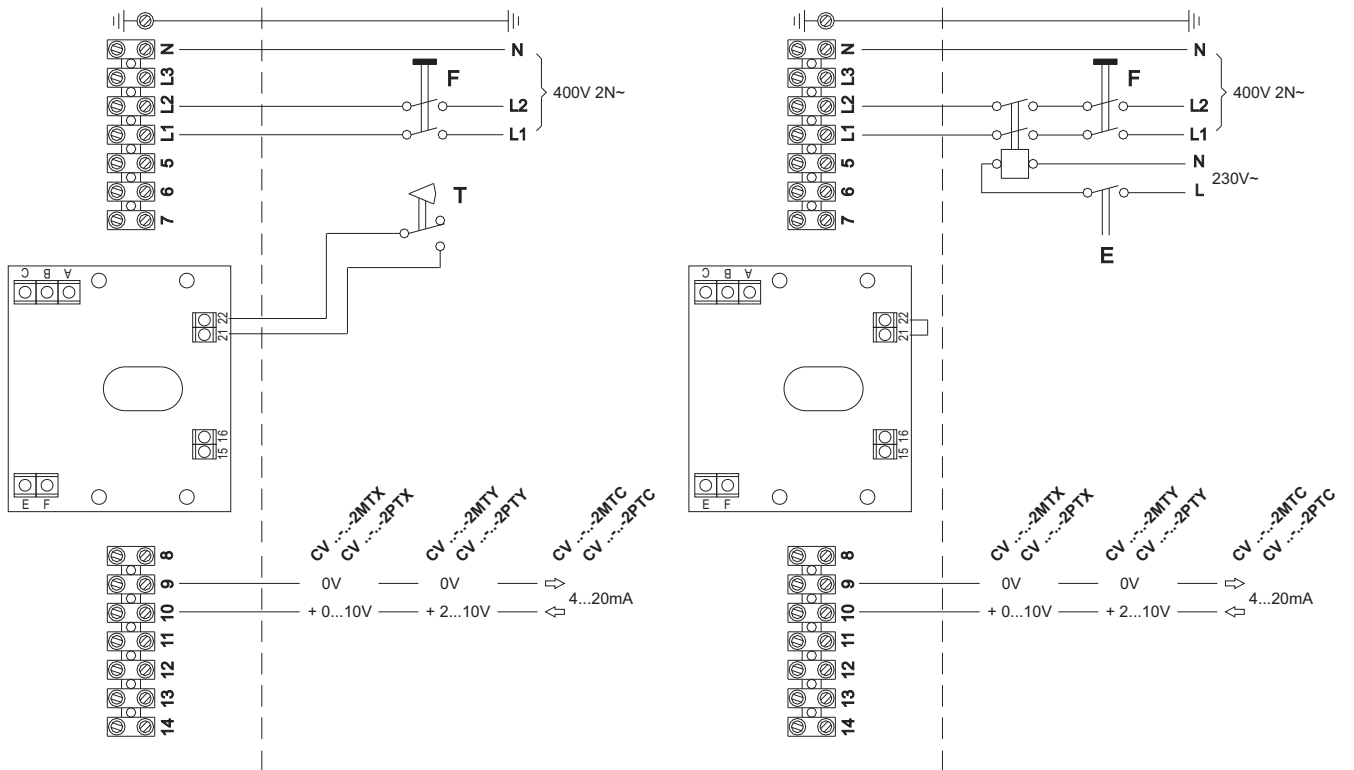 N
N
L3
F
L2
L2
400V 2N~
L1
L1
5
6
T
7
C B A
22
21
16
15
E F
CV ..-..-2MTX
CV ..-..-2PTX
CV ..-..-2MTY
CV ..-..-2PTY
CV ..-..-2MTC
CV ..-..-2PTC
8
9 0V 0V
10 + 0...10V + 2...10V 4...20mA
11
12
13
14
N
N
L3
F
L2
L2
400V 2N~
L1
L1
5
N
230V~
6
L
7
E
C B A
22
21
16
15
E F
CV ..-..-2MTX
CV ..-..-2PTX
CV ..-..-2MTY
CV ..-..-2PTY
CV ..-..-2MTC
CV ..-..-2PTC
8
9 0V 0V
10 + 0...10V + 2...10V 4...20mA
11
12
13
14